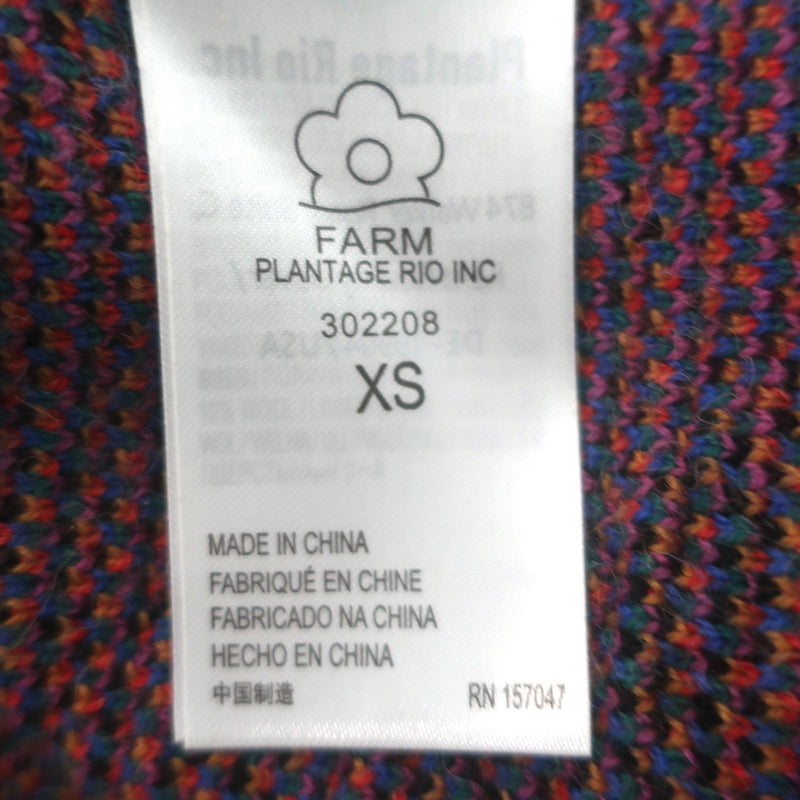 FARM
PLANTAGE RIO INC
302208
XS
MADE IN CHINA
FABRIQUÉ EN CHINE
FABRICADO NA CHINA
HECHO EN CHINA
中国制造
RN 157047